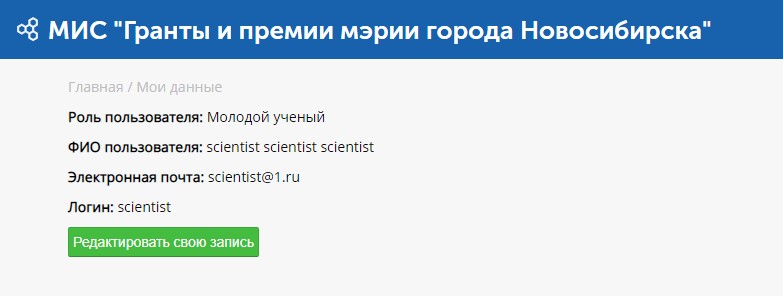 МИС "Гранты и премии мэрии города Новосибирска"
Главная / Мои данные
Роль пользователя: Молодой ученый
ФИО пользователя: scientist scientist scientist
Электронная почта: scientist@1.ru
Логин: scientist
Редактировать свою запись